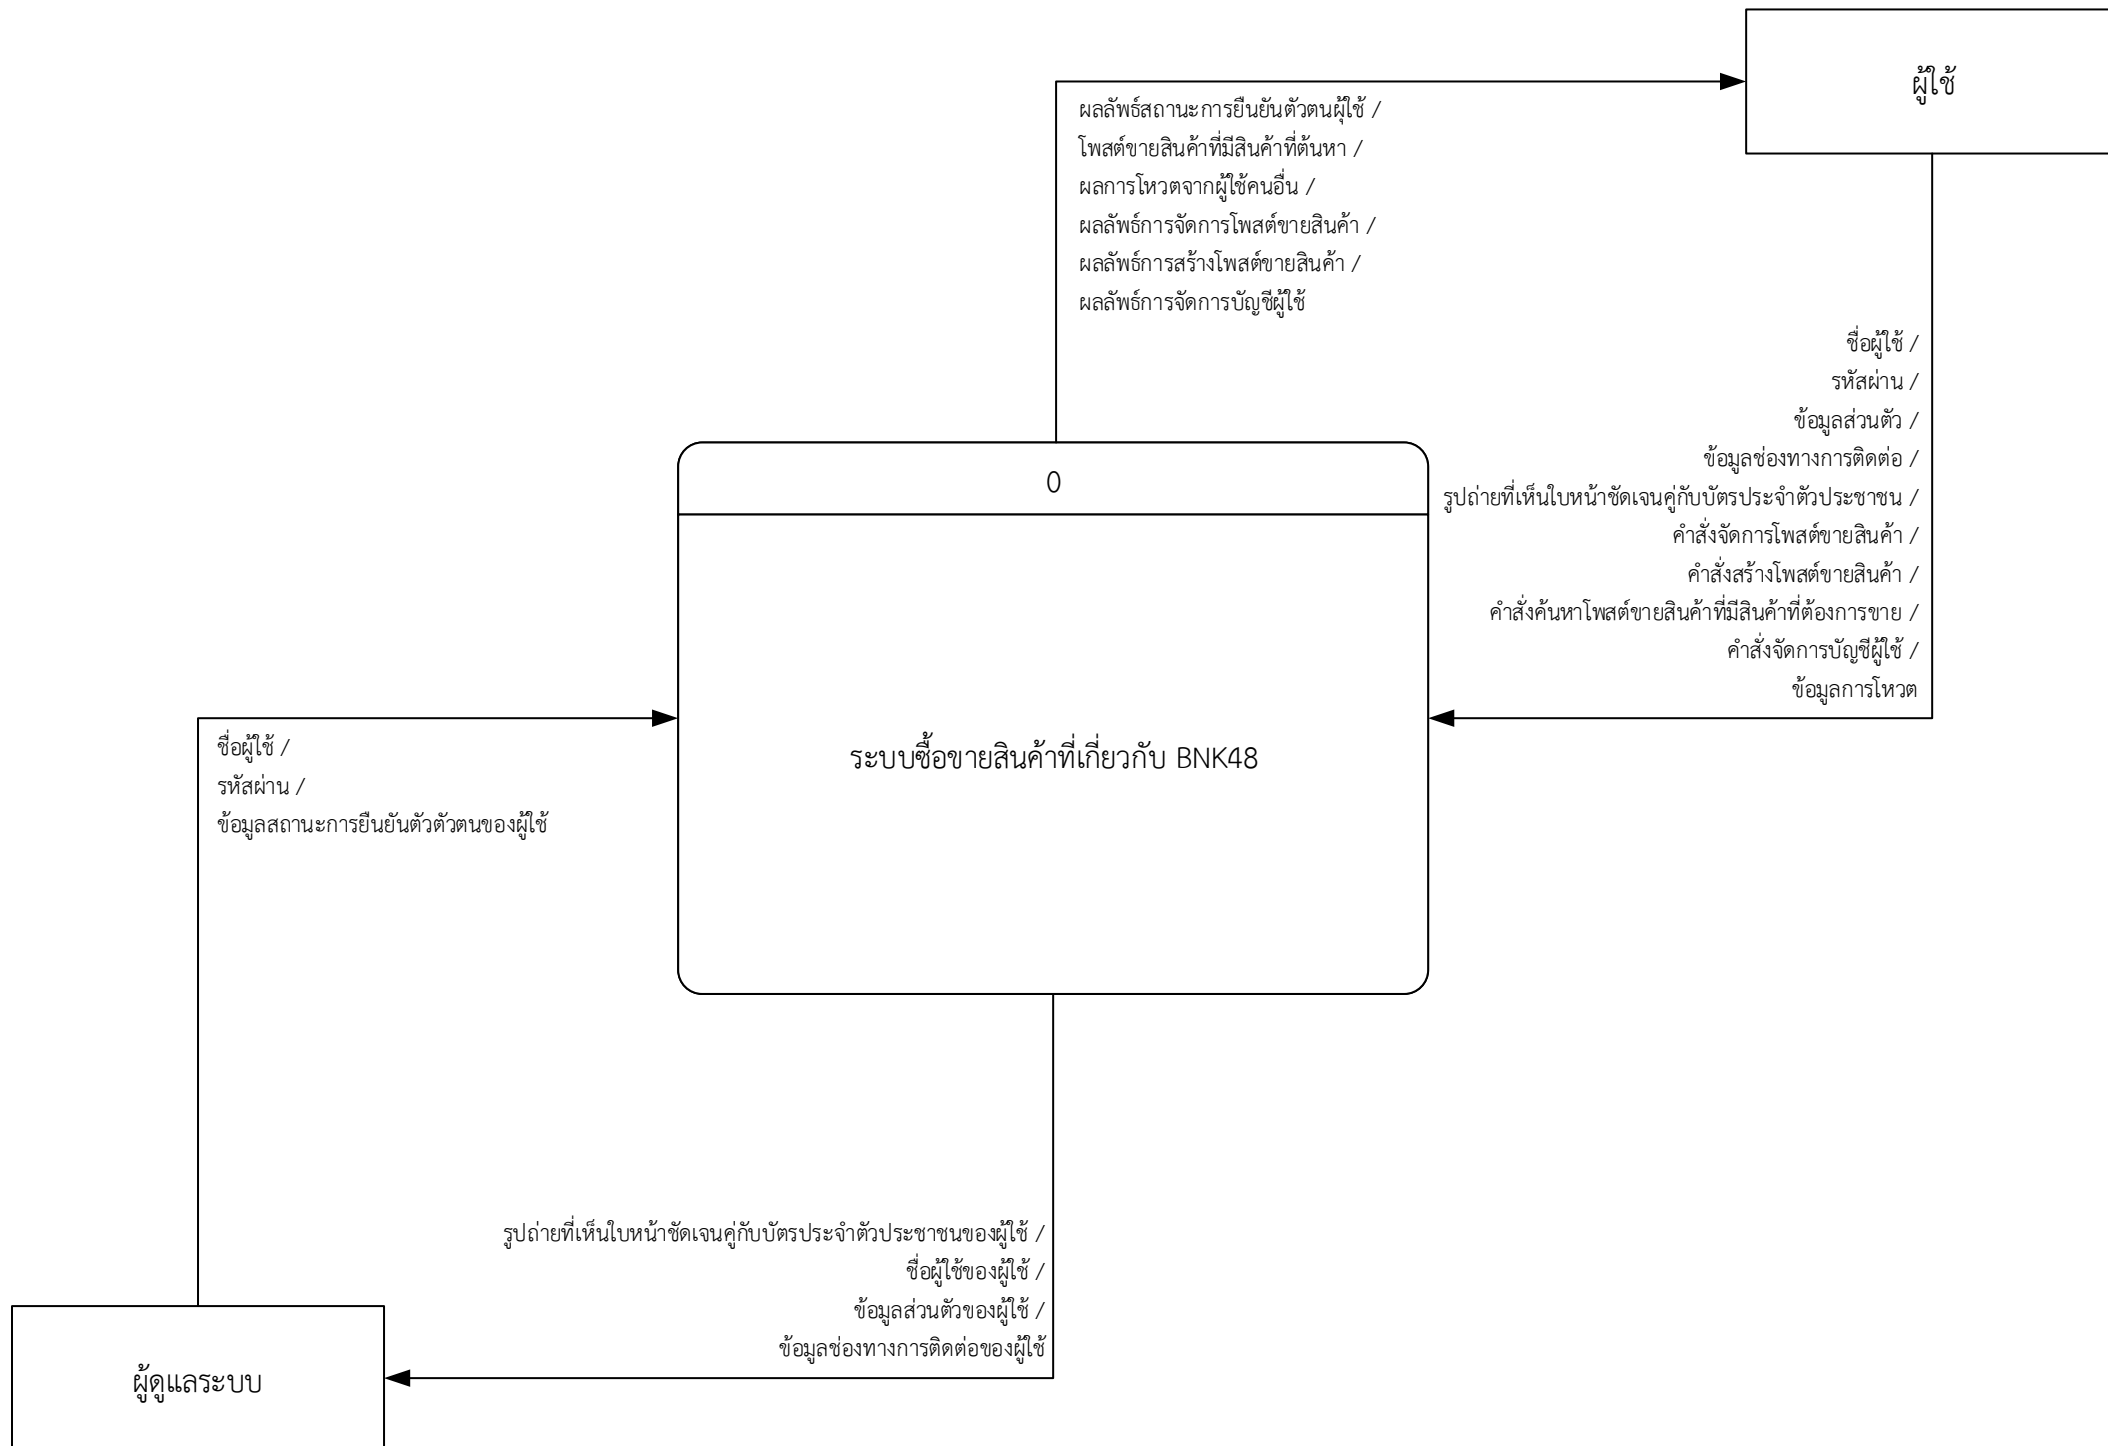 ผู้ใช้
ผลลัพธ์สถานะการยืนยันตัวตนผุ้ใช้ /
โพสต์ขายสินค้าที่มีสินค้าที่ต้นหา /
ผลการโหวตจากผู้ใช้คนอื่น /
ผลลัพธ์การจัดการโพสต์ขายสินค้า /
ผลลัพธ์การสร้างโพสต์ขายสินค้า /
ผลลัพธ์การจัดการบัญชีผู้ใช้
ชื่อผู้ใช้ /
รหัสผ่าน /
ข้อมูลส่วนตัว /
ข้อมูลช่องทางการติดต่อ /
รูปถ่ายที่เห็นใบหน้าชัดเจนคู่กับบัตรประจำตัวประชาชน /
คำสั่งจัดการโพสต์ขายสินค้า /
คำสั่งสร้างโพสต์ขายสินค้า /
คำสั่งค้นหาโพสต์ขายสินค้าที่มีสินค้าที่ต้องการขาย /
คำสั่งจัดการบัญชีผู้ใช้ /
ข้อมูลการโหวต
0
ระบบซื้อขายสินค้าที่เกี่ยวกับ BNK48
ชื่อผู้ใช้ /
รหัสผ่าน /
ข้อมูลสถานะการยืนยันตัวตัวตนของผู้ใช้
รูปถ่ายที่เห็นใบหน้าชัดเจนคู่กับบัตรประจำตัวประชาชนของผู้ใช้ /
ชื่อผู้ใช้ของผู้ใช้ /
ข้อมูลส่วนตัวของผู้ใช้ /
ข้อมูลช่องทางการติดต่อของผู้ใช้
ผู้ดูแลระบบ